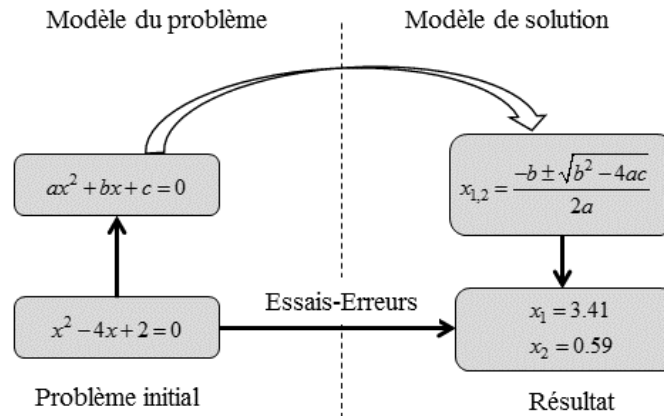 Modèle du problème
Modèle de solution
ax² + bx + c = 0
x₁,₂ = (-b ± √(b² − 4ac)) / 2a
Essais-Erreurs
x² − 4x + 2 = 0
x₁ = 3.41
x₂ = 0.59
Problème initial
Résultat